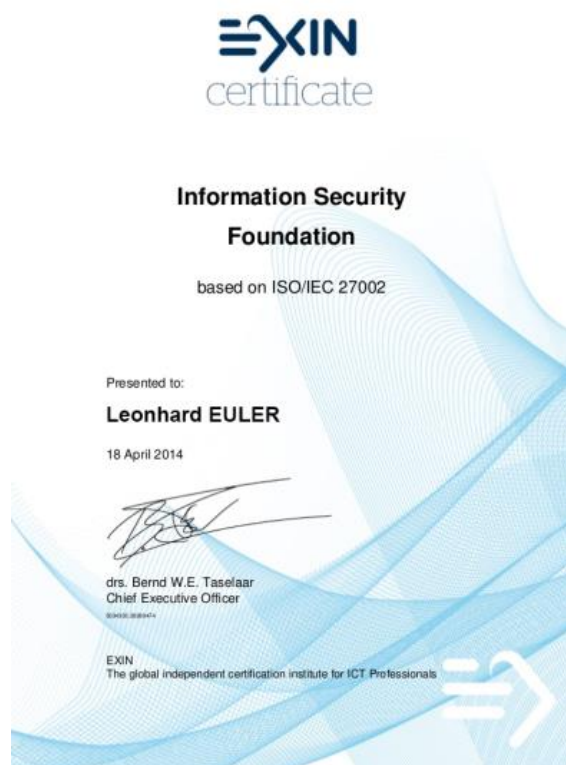 EXIN
certificate
Information Security
Foundation
based on ISO/IEC 27002
Presented to:
Leonhard EULER
18 April 2014
drs. Bernd W.E. Taselaar
Chief Executive Officer
EXIN
The global independent certification institute for ICT Professionals